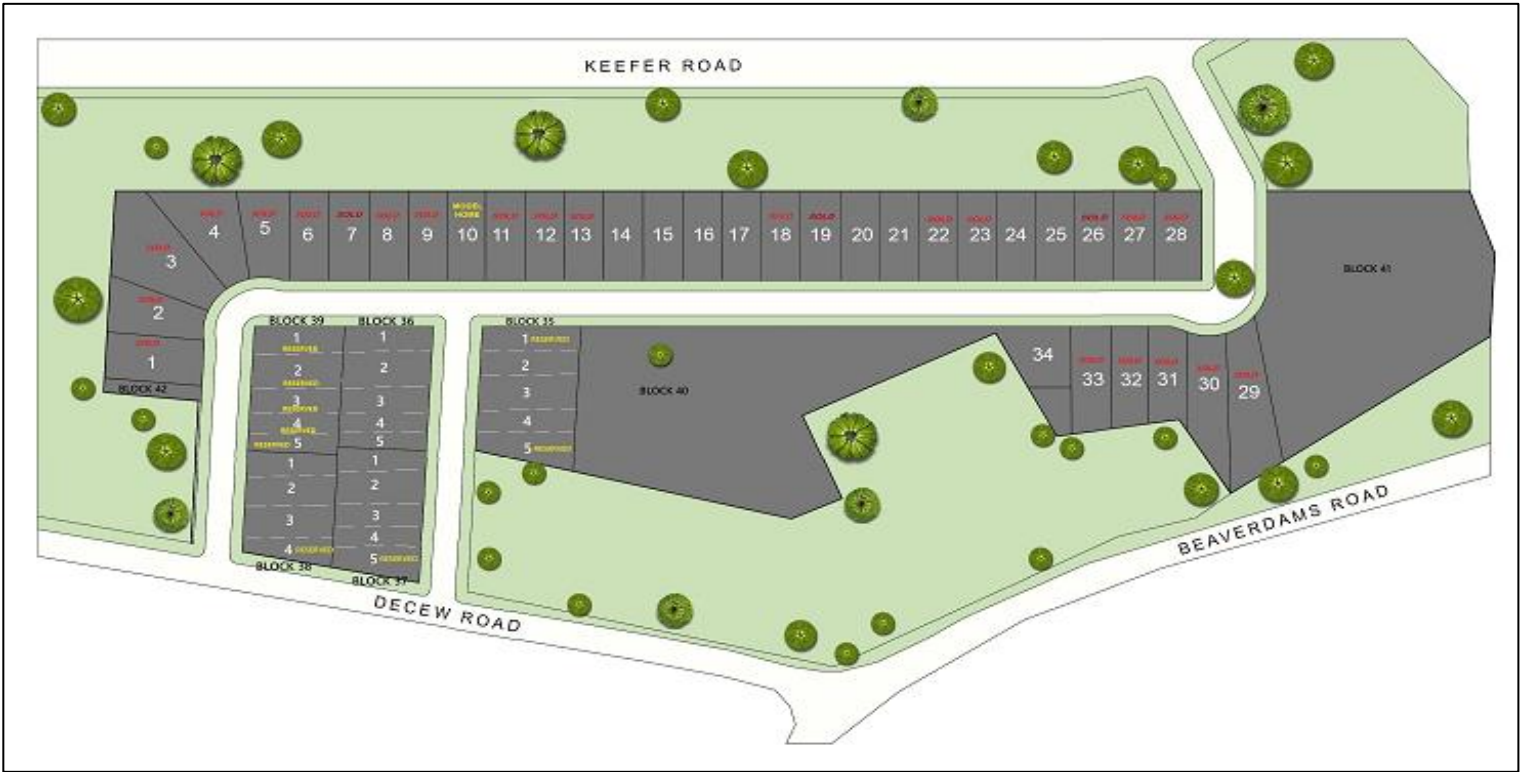 KEEFER ROAD
MODEL
HOME
SOLD SOLD SOLD SOLD SOLD SOLD SOLD SOLD SOLD SOLD SOLD SOLD SOLD SOLD SOLD SOLD
4 5 6 7 8 9 10 11 12 13 14 15 16 17 18 19 20 21 22 23 24 25 26 27 28
SOLD
3
SOLD
2
SOLD
1
BLOCK 42
BLOCK 41
BLOCK 39
1
RESERVED
2
RESERVED
3
RESERVED
4
RESERVED
RESERVED 5
1
2
3
4 RESERVED
BLOCK 38
BLOCK 36
1
2
3
4
5
1
2
3
4
5 RESERVED
BLOCK 37
BLOCK 35
1 RESERVED
2
3
4
5 RESERVED
BLOCK 40
34
SOLD SOLD SOLD SOLD SOLD
33 32 31 30 29
BEAVERDAMS ROAD
DECEW ROAD